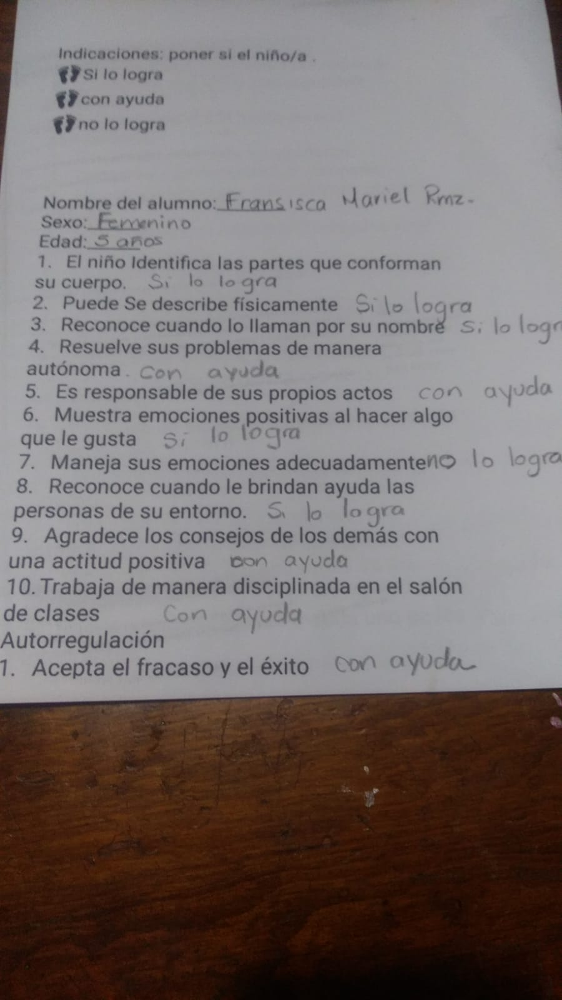 Indicaciones: poner si el niño/a .
Si lo logra
con ayuda
no lo logra
Nombre del alumno: Fransisca Mariel Rmz.
Sexo: Femenino
Edad: 5 años
1. El niño Identifica las partes que conforman
su cuerpo. Si lo logra
2. Puede Se describe físicamente Si lo logra
3. Reconoce cuando lo llaman por su nombre si lo logr
4. Resuelve sus problemas de manera
autónoma . con ayuda
5. Es responsable de sus propios actos con ayuda
6. Muestra emociones positivas al hacer algo
que le gusta Si lo logra
7. Maneja sus emociones adecuadamente no lo logra
8. Reconoce cuando le brindan ayuda las
personas de su entorno. Si lo logra
9. Agradece los consejos de los demás con
una actitud positiva con ayuda
10. Trabaja de manera disciplinada en el salón
de clases Con ayuda
Autorregulación
1. Acepta el fracaso y el éxito con ayuda